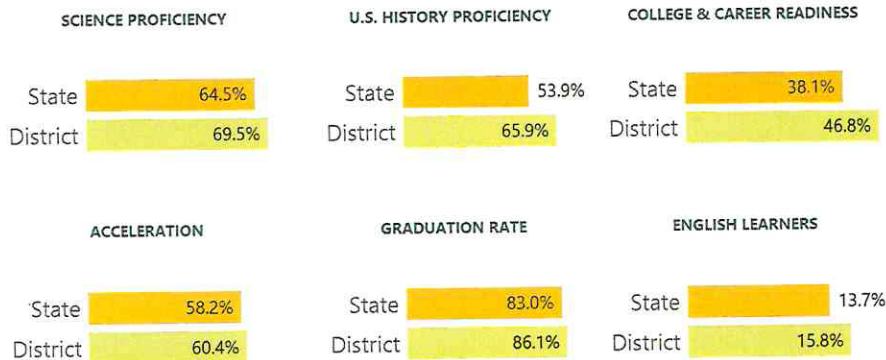 SCIENCE PROFICIENCY
State 64.5%
District 69.5%
U.S. HISTORY PROFICIENCY
State 53.9%
District 65.9%
COLLEGE & CAREER READINESS
State 38.1%
District 46.8%
ACCELERATION
State 58.2%
District 60.4%
GRADUATION RATE
State 83.0%
District 86.1%
ENGLISH LEARNERS
State 13.7%
District 15.8%